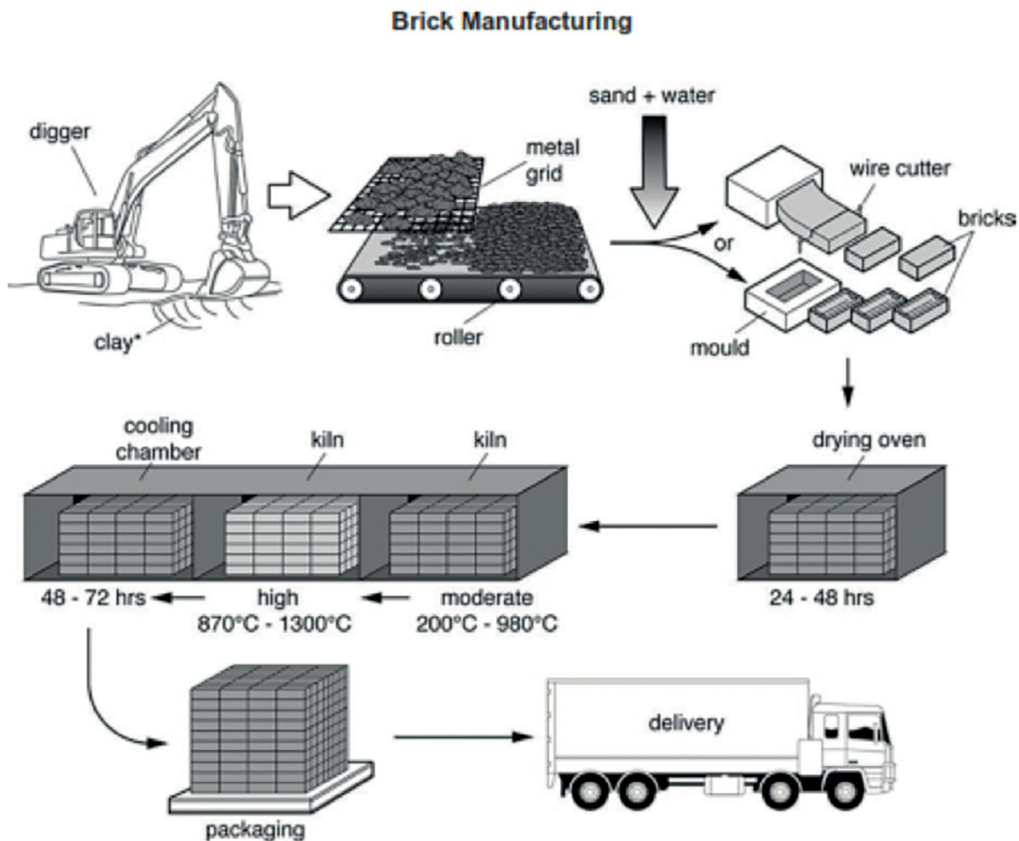 Brick Manufacturing
digger
clay*
metal
grid
roller
sand + water
or
wire cutter
bricks
mould
drying oven
24 - 48 hrs
kiln
moderate
200°C - 980°C
kiln
high
870°C - 1300°C
cooling
chamber
48 - 72 hrs
packaging
delivery